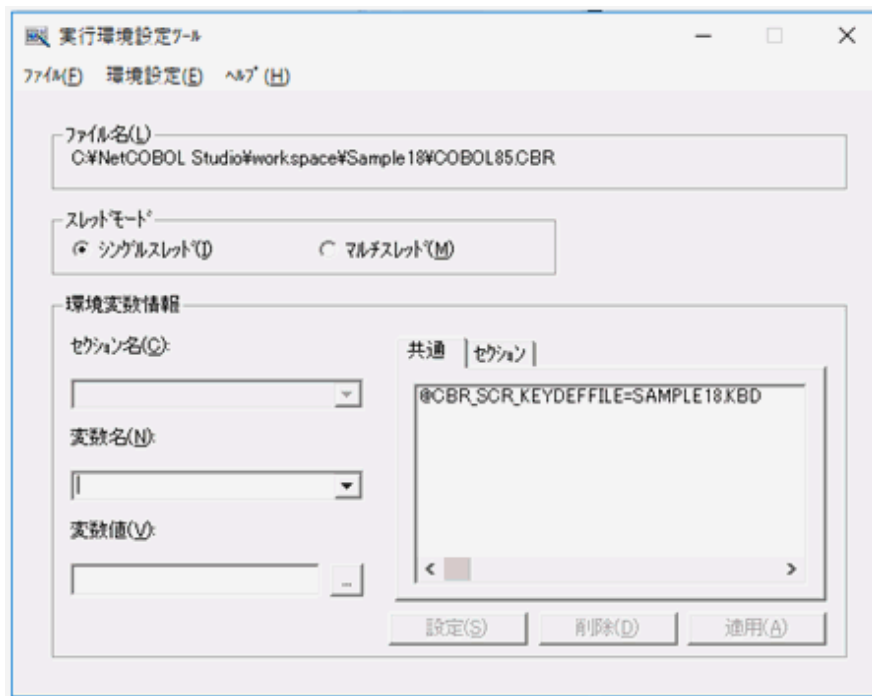 実行環境設定ﾂｰﾙ
ﾌｧｲﾙ(F) 環境設定(E) ﾍﾙﾌﾟ(H)
ﾌｧｲﾙ名(L)
C:¥NetCOBOL Studio¥workspace¥Sample18¥COBOL85.CBR
ｽﾚｯﾄﾞﾓｰﾄﾞ
ｼﾝｸﾞﾙｽﾚｯﾄﾞ(I) ﾏﾙﾁｽﾚｯﾄﾞ(M)
環境変数情報
ｾｸｼｮﾝ名(C):
共通 ｾｸｼｮﾝ
@CBR_SCR_KEYDEFFILE=SAMPLE18.KBD
変数名(N):
変数値(V):
...
設定(S) 削除(D) 適用(A)